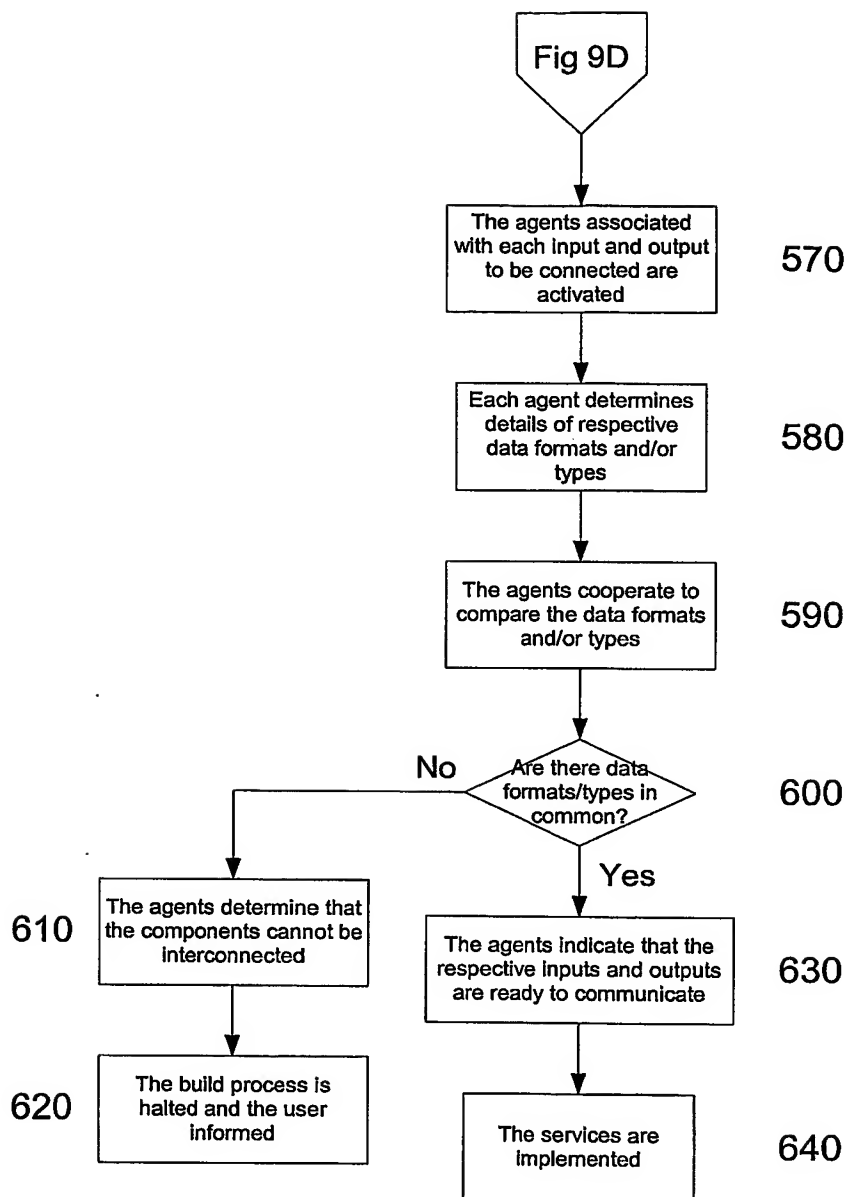 Fig 9D
The agents associated
with each input and output
to be connected are
activated
570
Each agent determines
details of respective
data formats and/or
types
580
The agents cooperate to
compare the data formats
and/or types
590
No
Are there data
formats/types in
common?
600
Yes
610
The agents determine that
the components cannot be
interconnected
The agents indicate that the
respective inputs and outputs
are ready to communicate
630
620
The build process is
halted and the user
informed
The services are
implemented
640